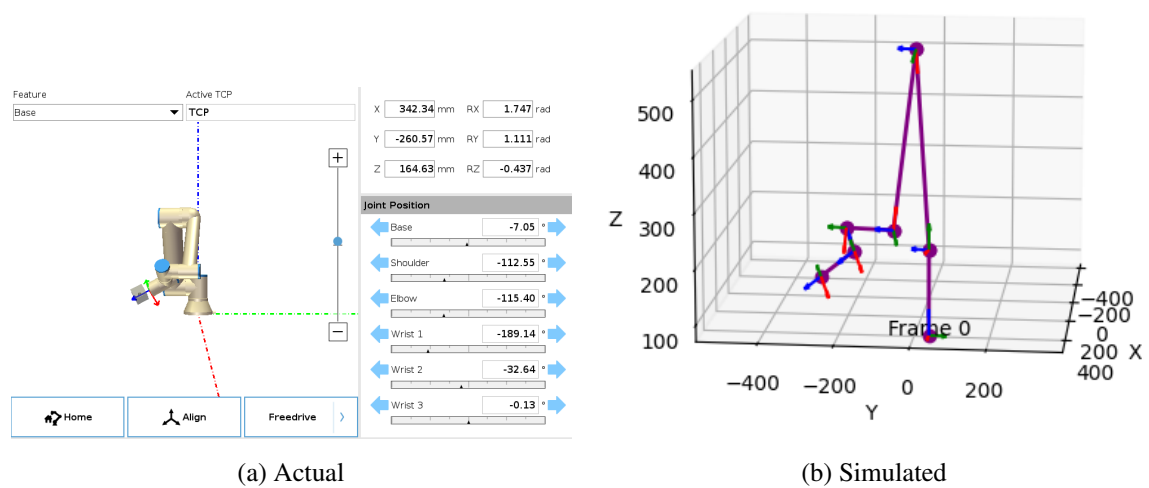 Feature
Active TCP
Base
TCP
X 342.34 mm RX 1.747 rad
Y -260.57 mm RY 1.111 rad
Z 164.63 mm RZ -0.437 rad
+
−
Joint Position
Base -7.05 °
Shoulder -112.55 °
Elbow -115.40 °
Wrist 1 -189.14 °
Wrist 2 -32.64 °
Wrist 3 -0.13 °
Home
Align
Freedrive
(a) Actual
500
400
300
200
100
Z
Frame 0
−400
−200
0
200
Y
−400
−200
0
200
400
X
(b) Simulated